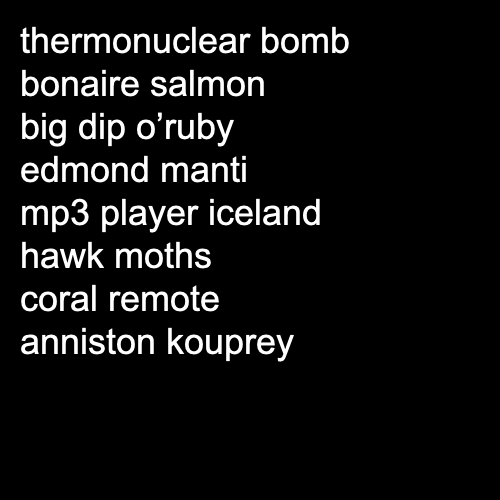 thermonuclear bomb
bonaire salmon
big dip o’ruby
edmond manti
mp3 player iceland
hawk moths
coral remote
anniston kouprey